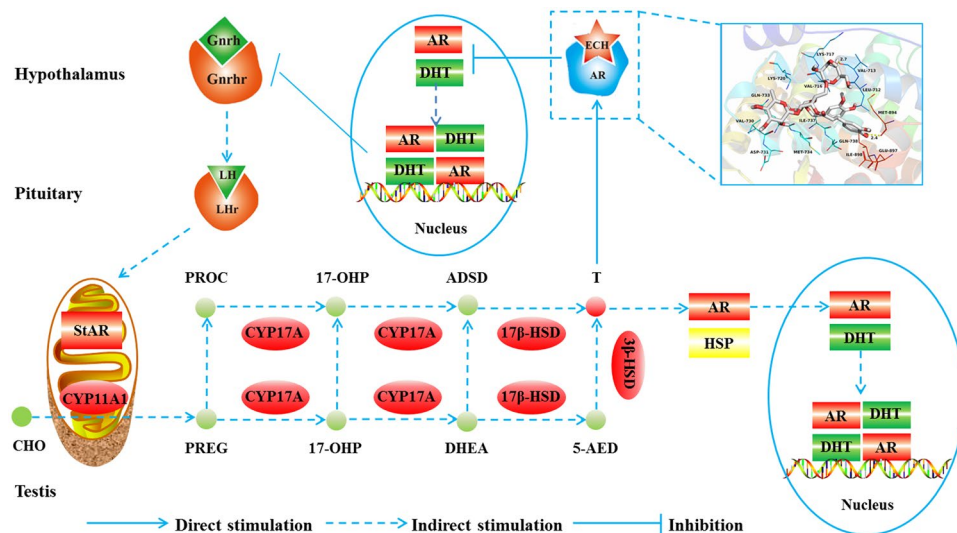 Hypothalamus
Pituitary
Testis
Gnrh
Gnrhr
LH
LHr
AR
DHT
AR DHT
DHT AR
Nucleus
ECH
AR
LYS-717
2.7
VAL-713
LYS-720
VAL-716
LEU-712
GLN-733
MET-894
VAL-730
ILE-737
GLN-738
2.4
ASP-731
MET-734
ILE-898
GLU-897
PROC 17-OHP ADSD T
StAR
CYP17A CYP17A 17β-HSD
3β-HSD
CYP11A1
CYP17A CYP17A 17β-HSD
CHO
PREG 17-OHP DHEA 5-AED
AR
HSP
AR
DHT
AR DHT
DHT AR
Nucleus
Direct stimulation Indirect stimulation Inhibition